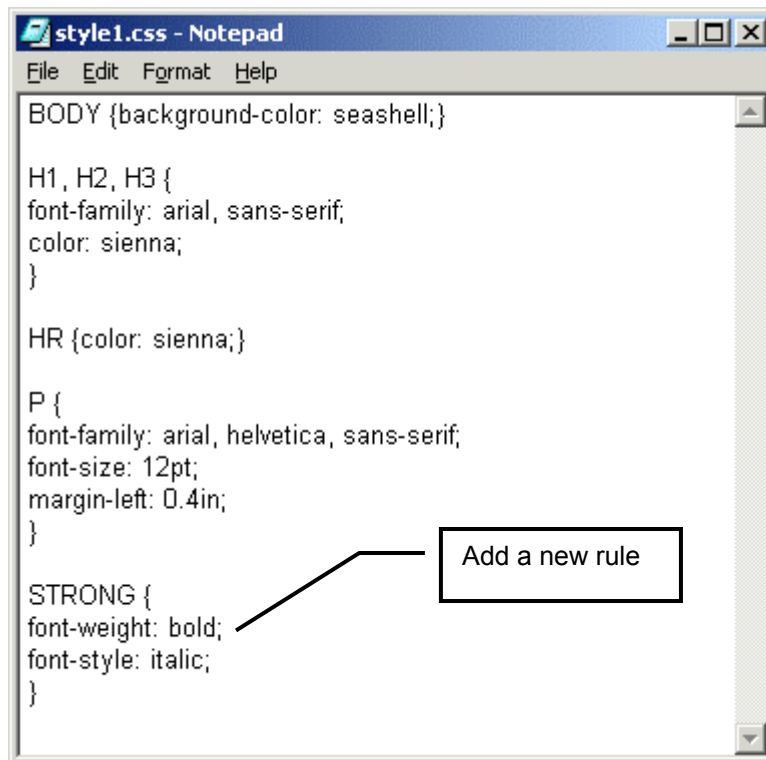 style1.css - Notepad
File Edit Format Help
BODY {background-color: seashell;}
H1, H2, H3 {
font-family: arial, sans-serif;
color: sienna;
}
HR {color: sienna;}
P {
font-family: arial, helvetica, sans-serif;
font-size: 12pt;
margin-left: 0.4in;
}
Add a new rule
STRONG {
font-weight: bold;
font-style: italic;
}